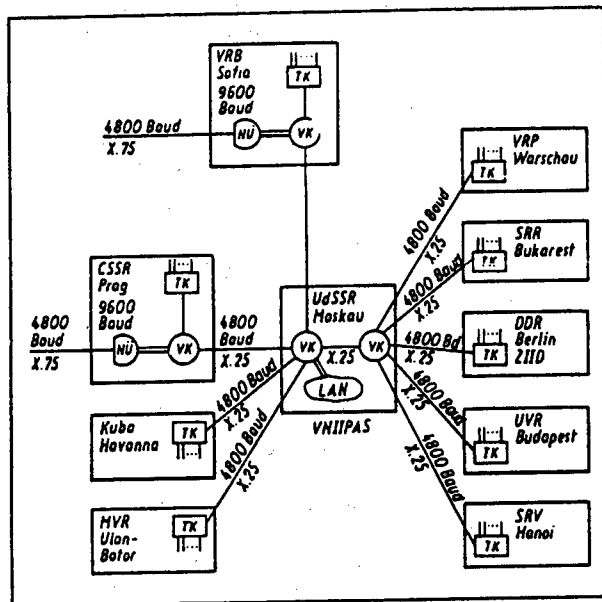 VRB
Sofia
TK
9600
Baud
4800 Baud
X.75
NÜ
VK
VRP
Warschau
TK
4800 Baud
X.25
SRR
Bukarest
TK
4800 Baud
X.25
CSSR
Prag
TK
9600
Baud
4800
Baud
X.75
NÜ
VK
4800
Baud
X.25
UdSSR
Moskau
VK
X.25
VK
LAN
VNIIPAS
4800 Bd
X.25
DDR
Berlin
ZIID
TK
Kuba
Havanna
TK
4800 Baud
X.25
4800 Baud
X.25
UVR
Budapest
TK
MVR
Ulan-
Bator
TK
4800 Baud
X.25
4800 Baud
X.25
SRV
Hanoi
TK